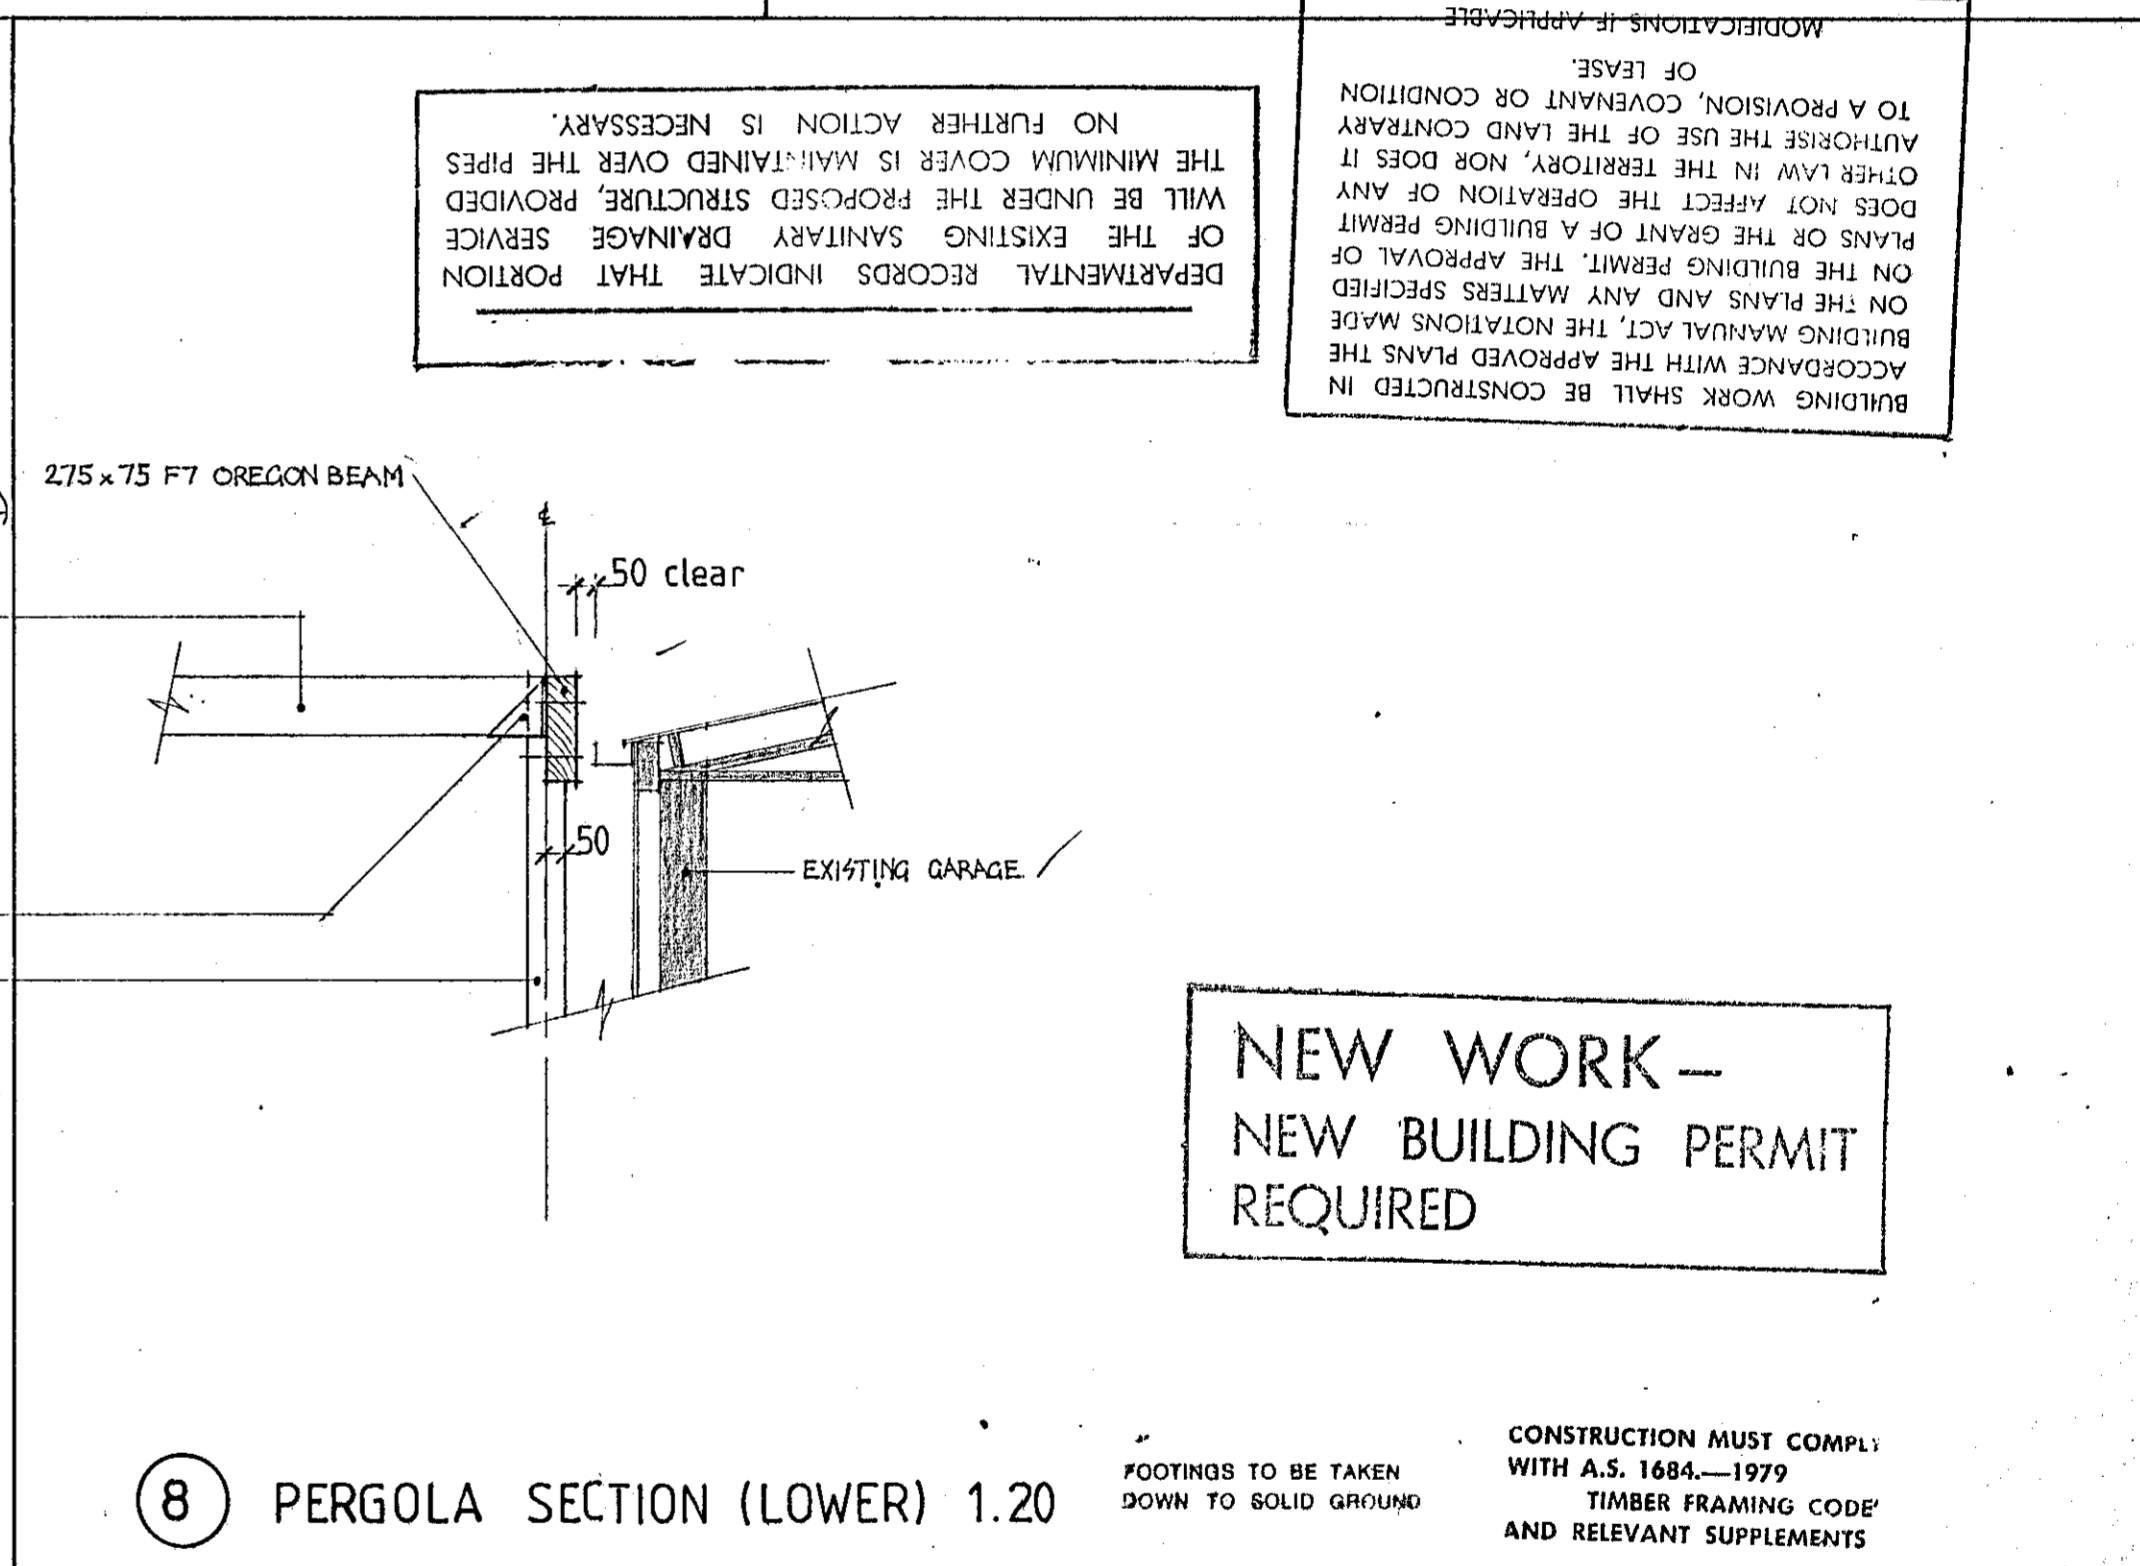 MODIFICATIONS IF APPLICABLE
BUILDING WORK SHALL BE CONSTRUCTED IN
ACCORDANCE WITH THE APPROVED PLANS THE
BUILDING MANUAL ACT, THE NOTATIONS MADE
ON THE PLANS AND ANY MATTERS SPECIFIED
ON THE BUILDING PERMIT. THE APPROVAL OF
PLANS OR THE GRANT OF A BUILDING PERMIT
DOES NOT AFFECT THE OPERATION OF ANY
OTHER LAW IN THE TERRITORY, NOR DOES IT
AUTHORISE THE USE OF THE LAND CONTRARY
TO A PROVISION, COVENANT OR CONDITION
OF LEASE.
DEPARTMENTAL RECORDS INDICATE THAT PORTION
OF THE EXISTING SANITARY DRAINAGE SERVICE
WILL BE UNDER THE PROPOSED STRUCTURE, PROVIDED
THE MINIMUM COVER IS MAINTAINED OVER THE PIPES
NO FURTHER ACTION IS NECESSARY.
275 x 75 F7 OREGON BEAM
℄
50 clear
50
EXISTING GARAGE
NEW WORK –
NEW BUILDING PERMIT
REQUIRED
8 PERGOLA SECTION (LOWER) 1.20
FOOTINGS TO BE TAKEN
DOWN TO SOLID GROUND
CONSTRUCTION MUST COMPLY
WITH A.S. 1684.—1979
TIMBER FRAMING CODE'
AND RELEVANT SUPPLEMENTS